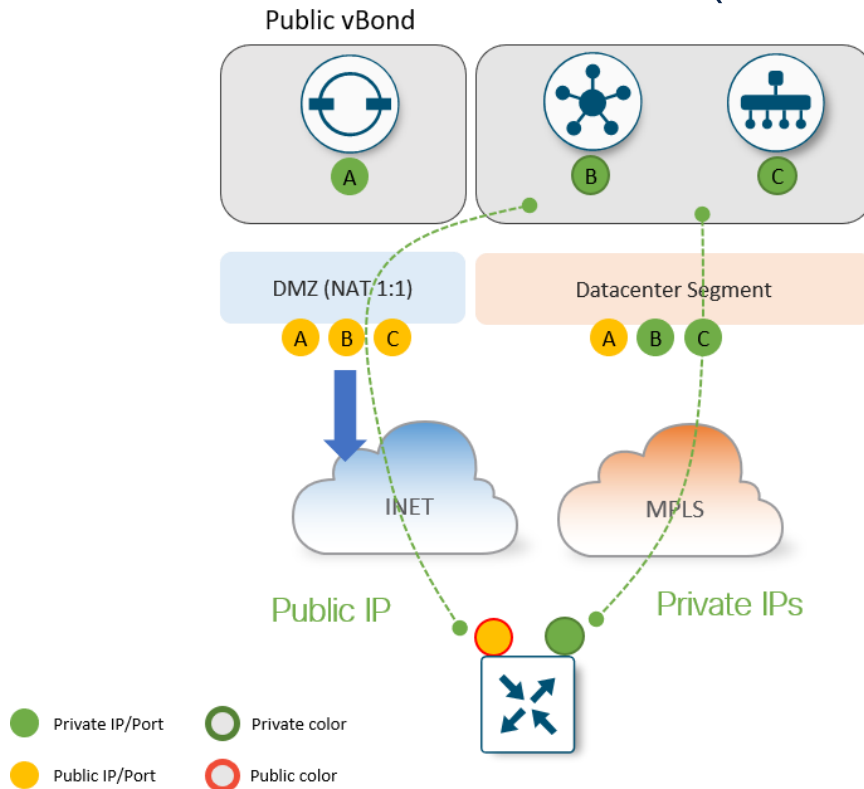 (
Public vBond
A
B
C
DMZ (NAT 1:1)
Datacenter Segment
A B C
A B C
INET
MPLS
Public IP
Private IPs
Private IP/Port
Private color
Public IP/Port
Public color